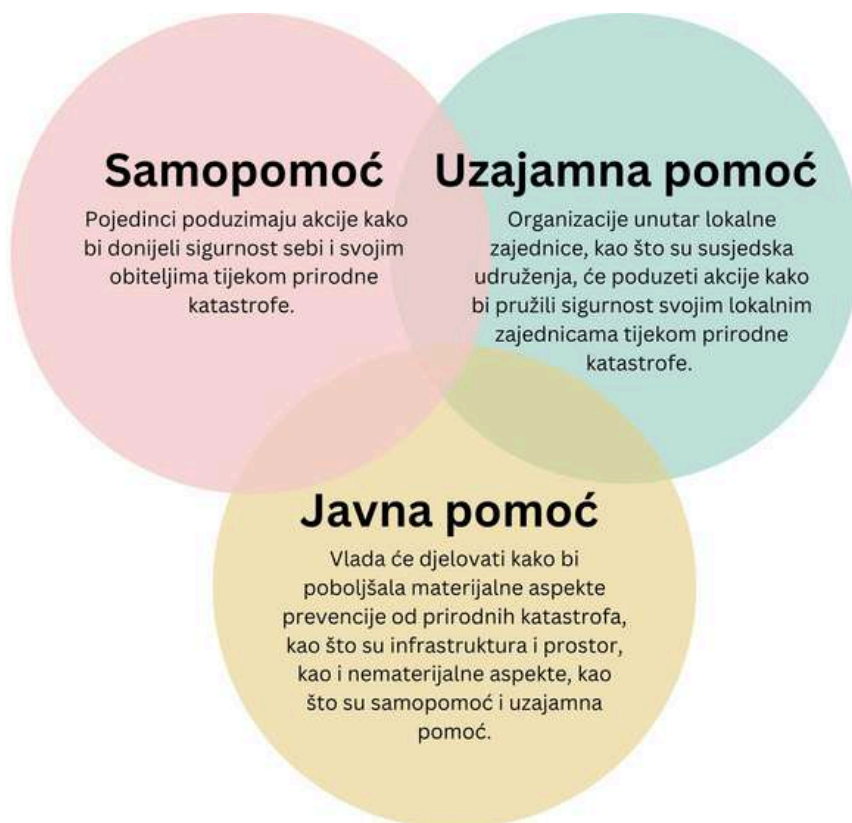 Samopomoć
Pojedinci poduzimaju akcije kako
bi donijeli sigurnost sebi i svojim
obiteljima tijekom prirodne
katastrofe.
Uzajamna pomoć
Organizacije unutar lokalne
zajednice, kao što su susjedska
udruženja, će poduzeti akcije kako
bi pružili sigurnost svojim lokalnim
zajednicama tijekom prirodne
katastrofe.
Javna pomoć
Vlada će djelovati kako bi
poboljšala materijalne aspekte
prevencije od prirodnih katastrofa,
kao što su infrastruktura i prostor,
kao i nematerijalne aspekte, kao
što su samopomoć i uzajamna
pomoć.